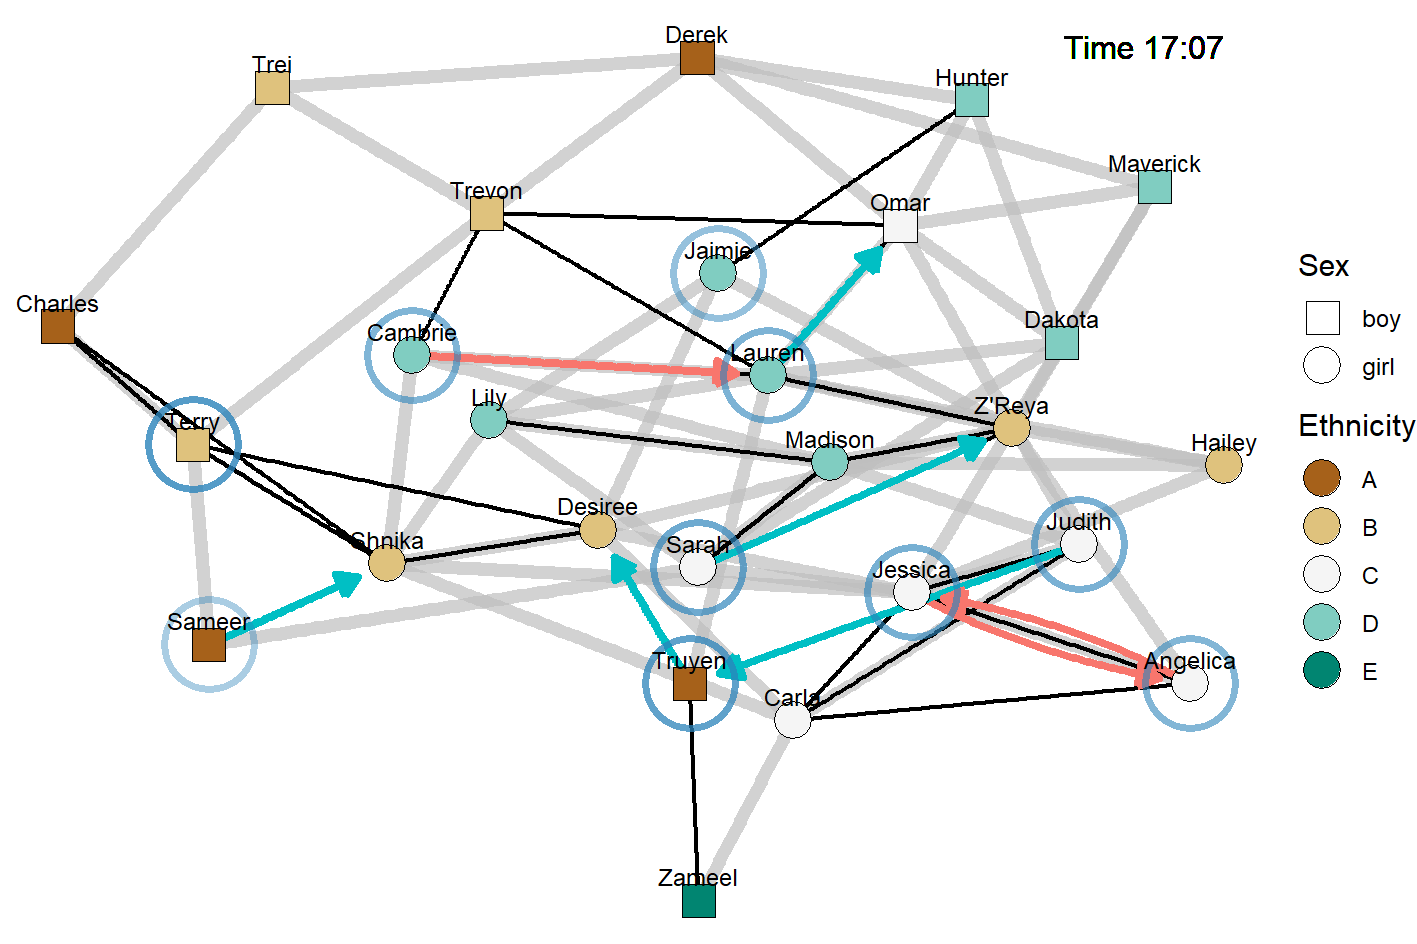 Derek
Time 17:07
Trei
Hunter
Maverick
Trevon
Omar
Jaimie
Sex
Charles
boy
Dakota
Cambrie
Lauren
girl
Lily
Z'Reya
Terry
Ethnicity
Madison
Hailey
A
Desiree
B
Judith
Shnika
Sarah
Jessica
C
Sameer
D
Truyen
Angelica
E
Carla
Zameel